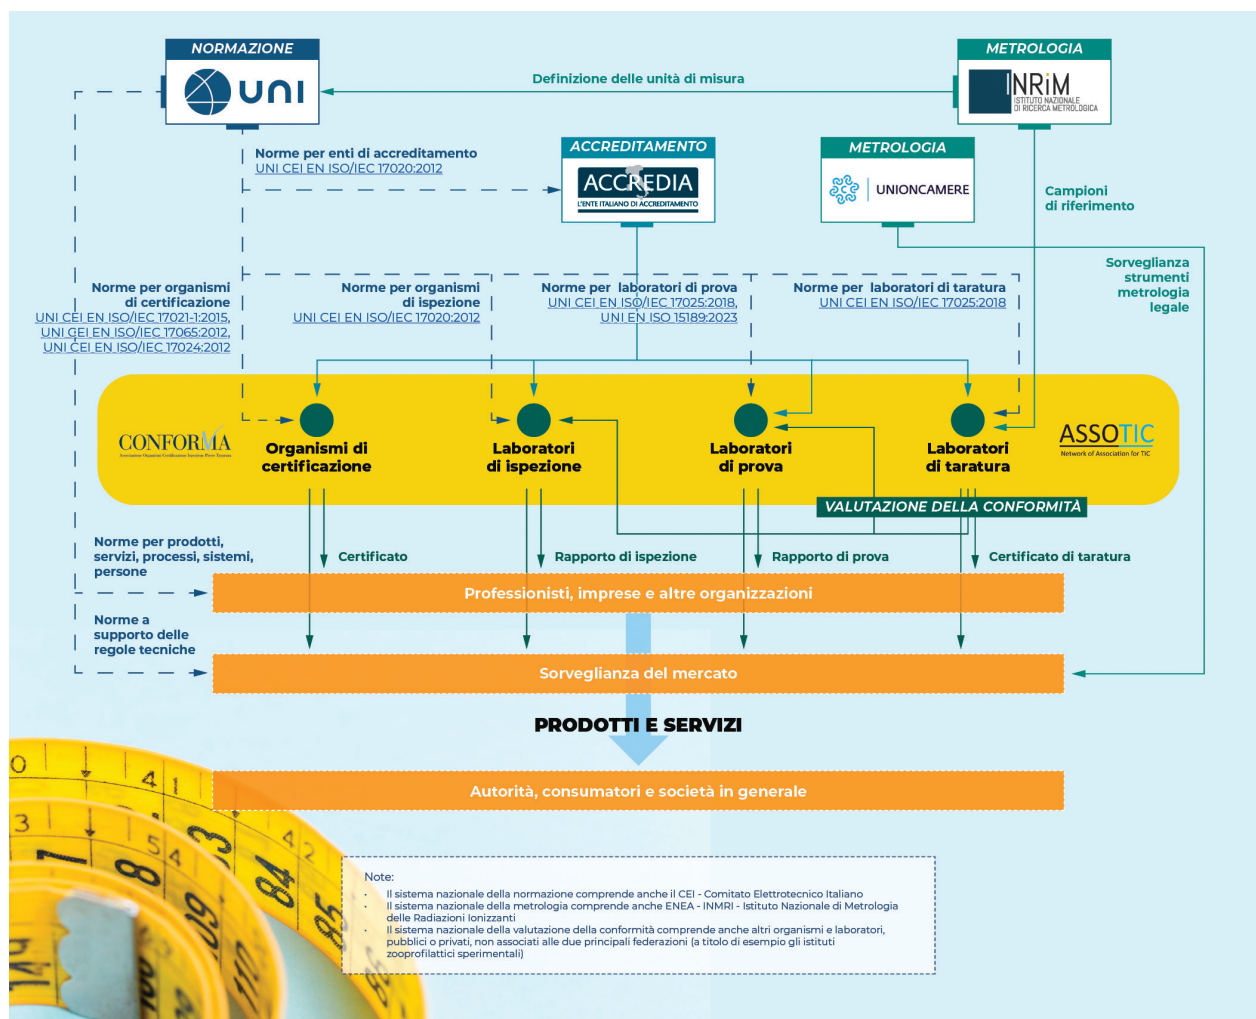 NORMAZIONE
UNI
METROLOGIA
INRiM
ISTITUTO NAZIONALE
DI RICERCA METROLOGICA
Definizione delle unità di misura
Norme per enti di accreditamento
UNI CEI EN ISO/IEC 17020:2012
ACCREDITAMENTO
ACCREDIA
L'ENTE ITALIANO DI ACCREDITAMENTO
METROLOGIA
UNIONCAMERE
Campioni
di riferimento
Sorveglianza
strumenti
metrologia
legale
Norme per organismi
di certificazione
UNI CEI EN ISO/IEC 17021-1:2015,
UNI CEI EN ISO/IEC 17065:2012,
UNI CEI EN ISO/IEC 17024:2012
Norme per organismi
di ispezione
UNI CEI EN ISO/IEC 17020:2012
Norme per laboratori di prova
UNI CEI EN ISO/IEC 17025:2018,
UNI EN ISO 15189:2023
Norme per laboratori di taratura
UNI CEI EN ISO/IEC 17025:2018
CONFORMA
Associazione Organismi Certificazione Ispezione Prove Taratura
Organismi di
certificazione
Laboratori
di ispezione
Laboratori
di prova
Laboratori
di taratura
ASSOTIC
Network of Association for TIC
VALUTAZIONE DELLA CONFORMITÀ
Norme per prodotti,
servizi, processi, sistemi,
persone
Certificato
Rapporto di ispezione
Rapporto di prova
Certificato di taratura
Professionisti, imprese e altre organizzazioni
Norme a
supporto delle
regole tecniche
Sorveglianza del mercato
PRODOTTI E SERVIZI
Autorità, consumatori e società in generale
Note:
• Il sistema nazionale della normazione comprende anche il CEI - Comitato Elettrotecnico Italiano
• Il sistema nazionale della metrologia comprende anche ENEA - INMRI - Istituto Nazionale di Metrologia
delle Radiazioni Ionizzanti
• Il sistema nazionale della valutazione della conformità comprende anche altri organismi e laboratori,
pubblici o privati, non associati alle due principali federazioni (a titolo di esempio gli istituti
zooprofilattici sperimentali)